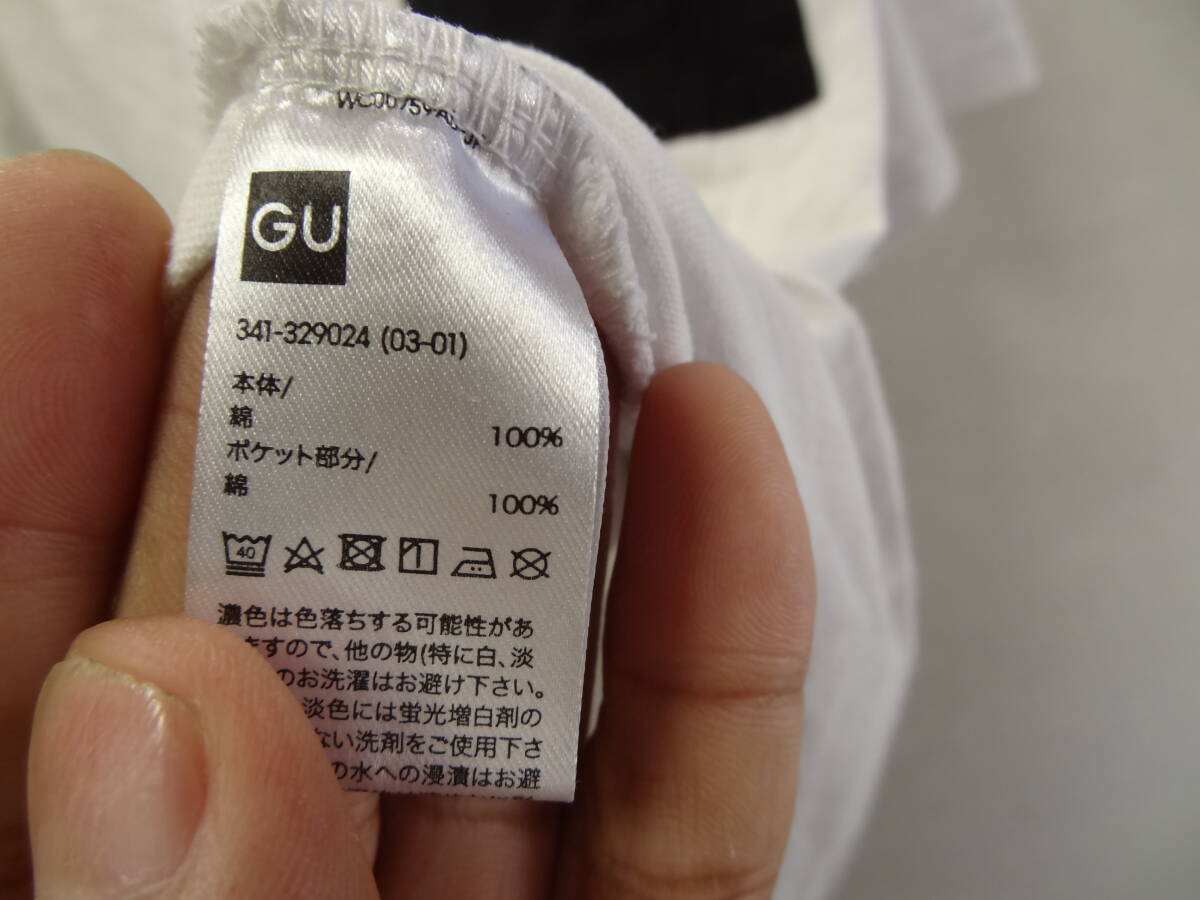 GU
341-329024 (03-01)
本体/
綿 100%
ポケット部分/
綿 100%
40
濃色は色落ちする可能性があ
ますので、他の物(特に白、淡
のお洗濯はお避け下さい。
淡色には蛍光増白剤の
ない洗剤をご使用下さ
の水への浸漬はお避